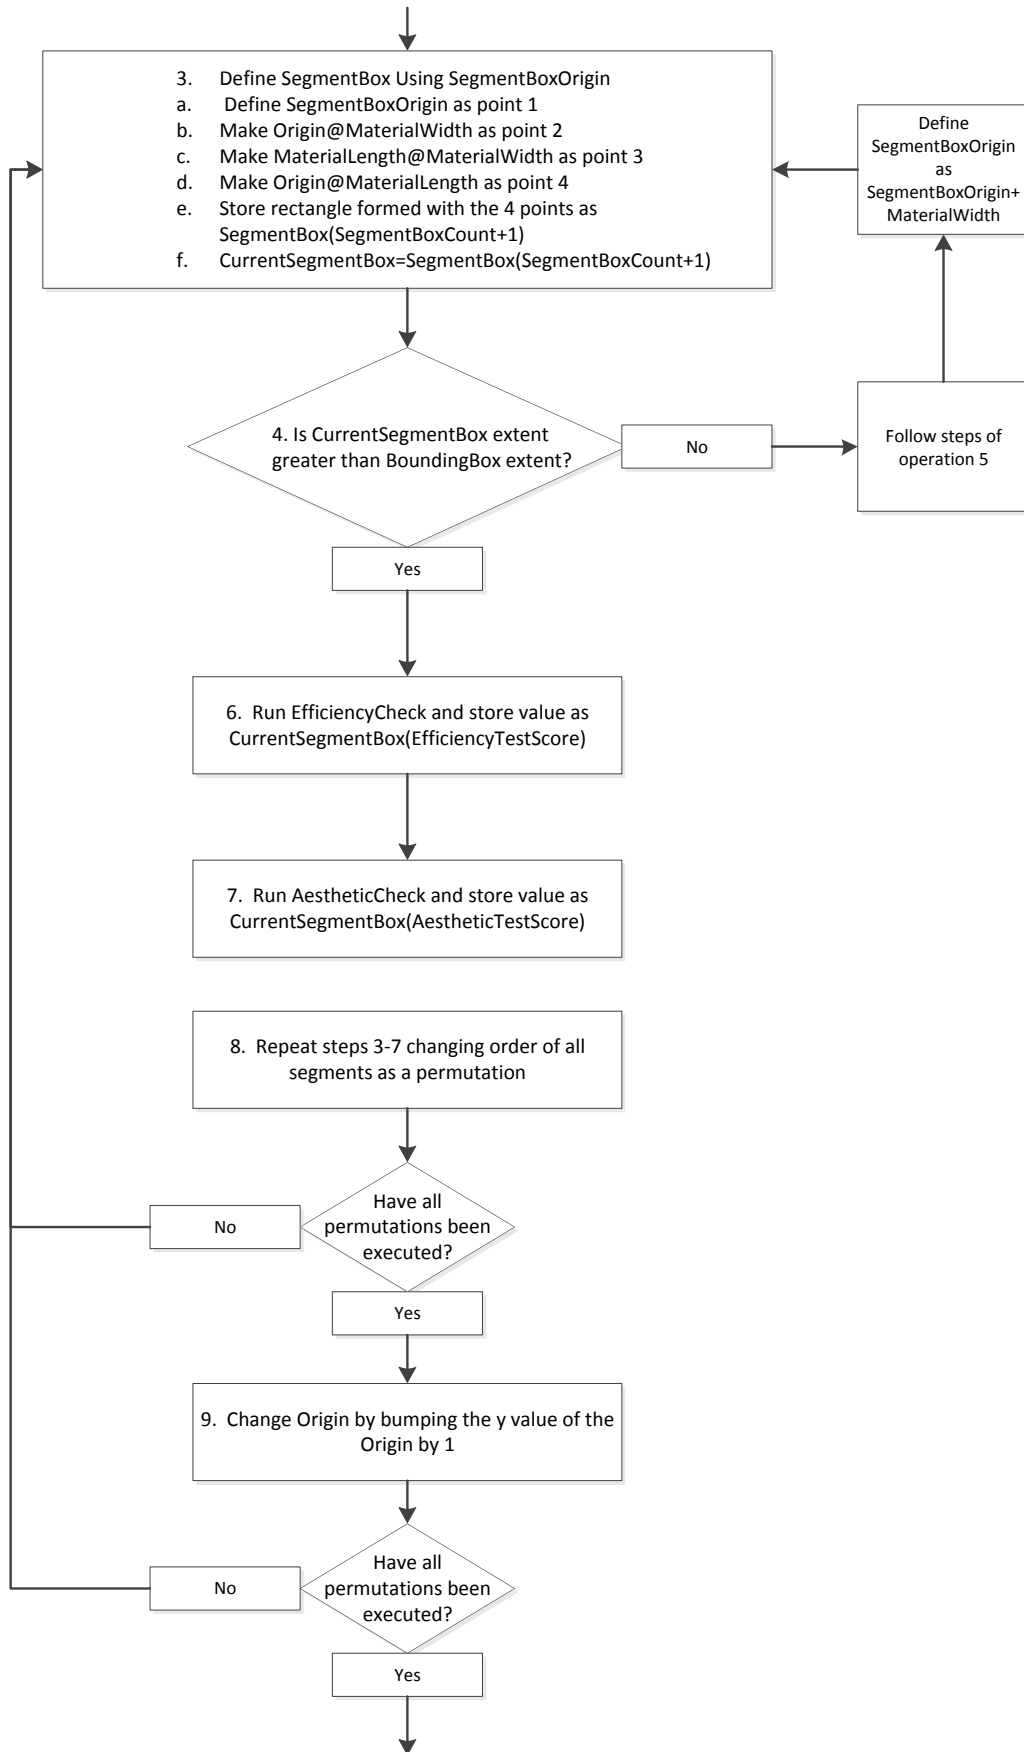 3. Define SegmentBox Using SegmentBoxOrigin
a. Define SegmentBoxOrigin as point 1
b. Make Origin@MaterialWidth as point 2
c. Make MaterialLength@MaterialWidth as point 3
d. Make Origin@MaterialLength as point 4
e. Store rectangle formed with the 4 points as
SegmentBox(SegmentBoxCount+1)
f. CurrentSegmentBox=SegmentBox(SegmentBoxCount+1)
Define
SegmentBoxOrigin
as
SegmentBoxOrigin+
MaterialWidth
4. Is CurrentSegmentBox extent
greater than BoundingBox extent?
No
Follow steps of
operation 5
Yes
6. Run EfficiencyCheck and store value as
CurrentSegmentBox(EfficiencyTestScore)
7. Run AestheticCheck and store value as
CurrentSegmentBox(AestheticTestScore)
8. Repeat steps 3-7 changing order of all
segments as a permutation
Have all
permutations been
executed?
No
Yes
9. Change Origin by bumping the y value of the
Origin by 1
Have all
permutations been
executed?
No
Yes